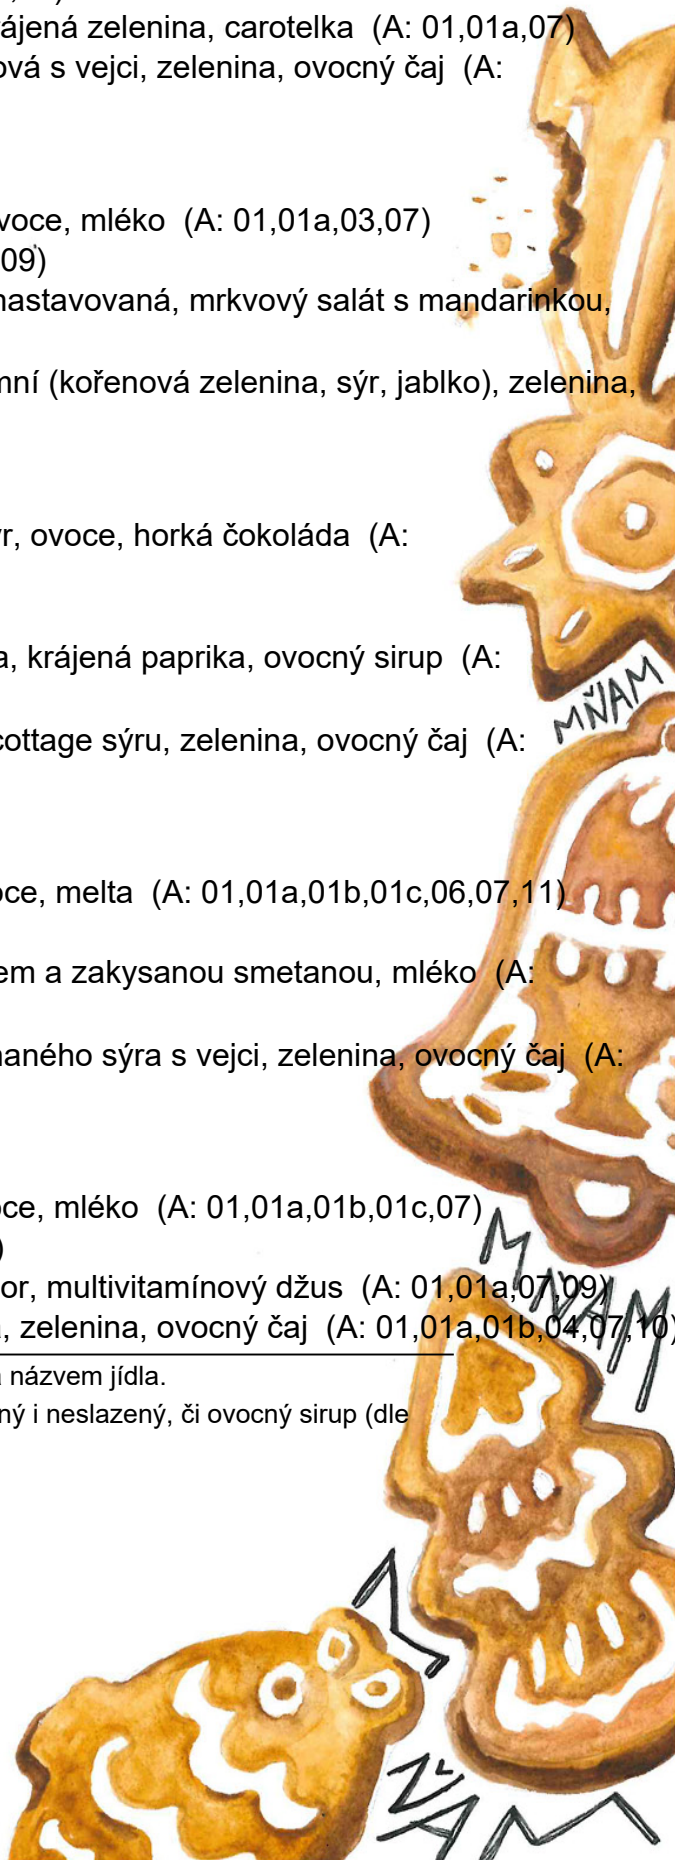 rájená zelenina, carotelka (A: 01,01a,07)
ová s vejci, zelenina, ovocný čaj (A:
voce, mléko (A: 01,01a,03,07)
09)
nastavovaná, mrkvový salát s mandarinkou,
mní (kořenová zelenina, sýr, jablko), zelenina,
ýr, ovoce, horká čokoláda (A:
a, krájená paprika, ovocný sirup (A:
MŇAM
cottage sýru, zelenina, ovocný čaj (A:
oce, melta (A: 01,01a,01b,01c,06,07,11)
em a zakysanou smetanou, mléko (A:
maného sýra s vejci, zelenina, ovocný čaj (A:
oce, mléko (A: 01,01a,01b,01c,07)
)
or, multivitamínový džus (A: 01,01a,07,09)
MŇAM
, zelenina, ovocný čaj (A: 01,01a,01b,04,07,10)
a názvem jídla.
ný i neslazený, či ovocný sirup (dle
MŇAM